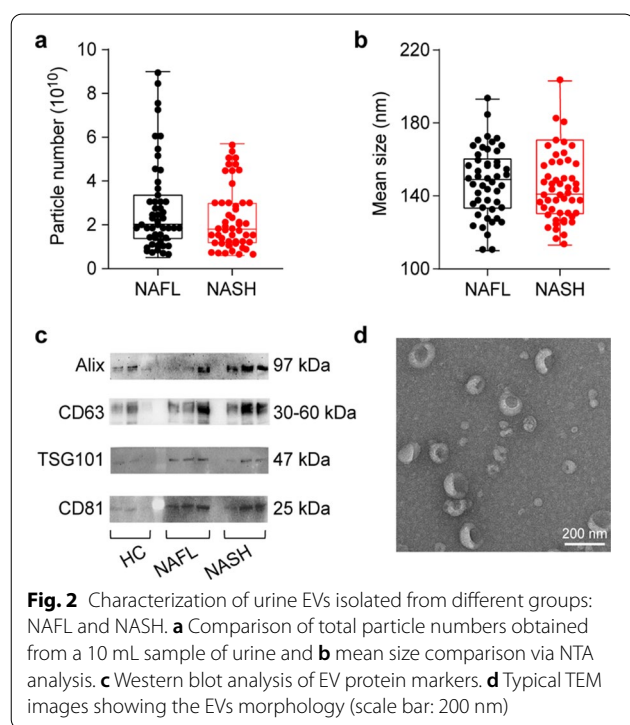 a
b
Particle number (10¹⁰)
10
8
6
4
2
0
NAFL NASH
Mean size (nm)
220
180
140
100
NAFL NASH
c
d
Alix 97 kDa
CD63 30-60 kDa
TSG101 47 kDa
CD81 25 kDa
HC NAFL NASH
200 nm
Fig. 2 Characterization of urine EVs isolated from different groups:
NAFL and NASH. a Comparison of total particle numbers obtained
from a 10 mL sample of urine and b mean size comparison via NTA
analysis. c Western blot analysis of EV protein markers. d Typical TEM
images showing the EVs morphology (scale bar: 200 nm)